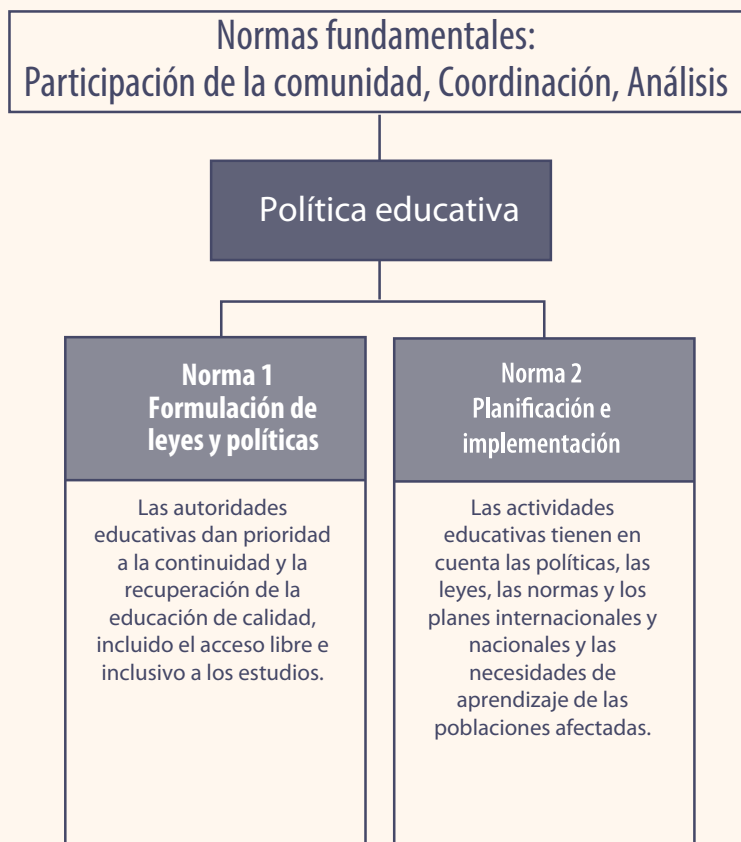 Normas fundamentales:
Participación de la comunidad, Coordinación, Análisis
Política educativa
Norma 1
Formulación de
leyes y políticas
Las autoridades
educativas dan prioridad
a la continuidad y la
recuperación de la
educación de calidad,
incluido el acceso libre e
inclusivo a los estudios.
Norma 2
Planificación e
implementación
Las actividades
educativas tienen en
cuenta las políticas, las
leyes, las normas y los
planes internacionales y
nacionales y las
necesidades de
aprendizaje de las
poblaciones afectadas.